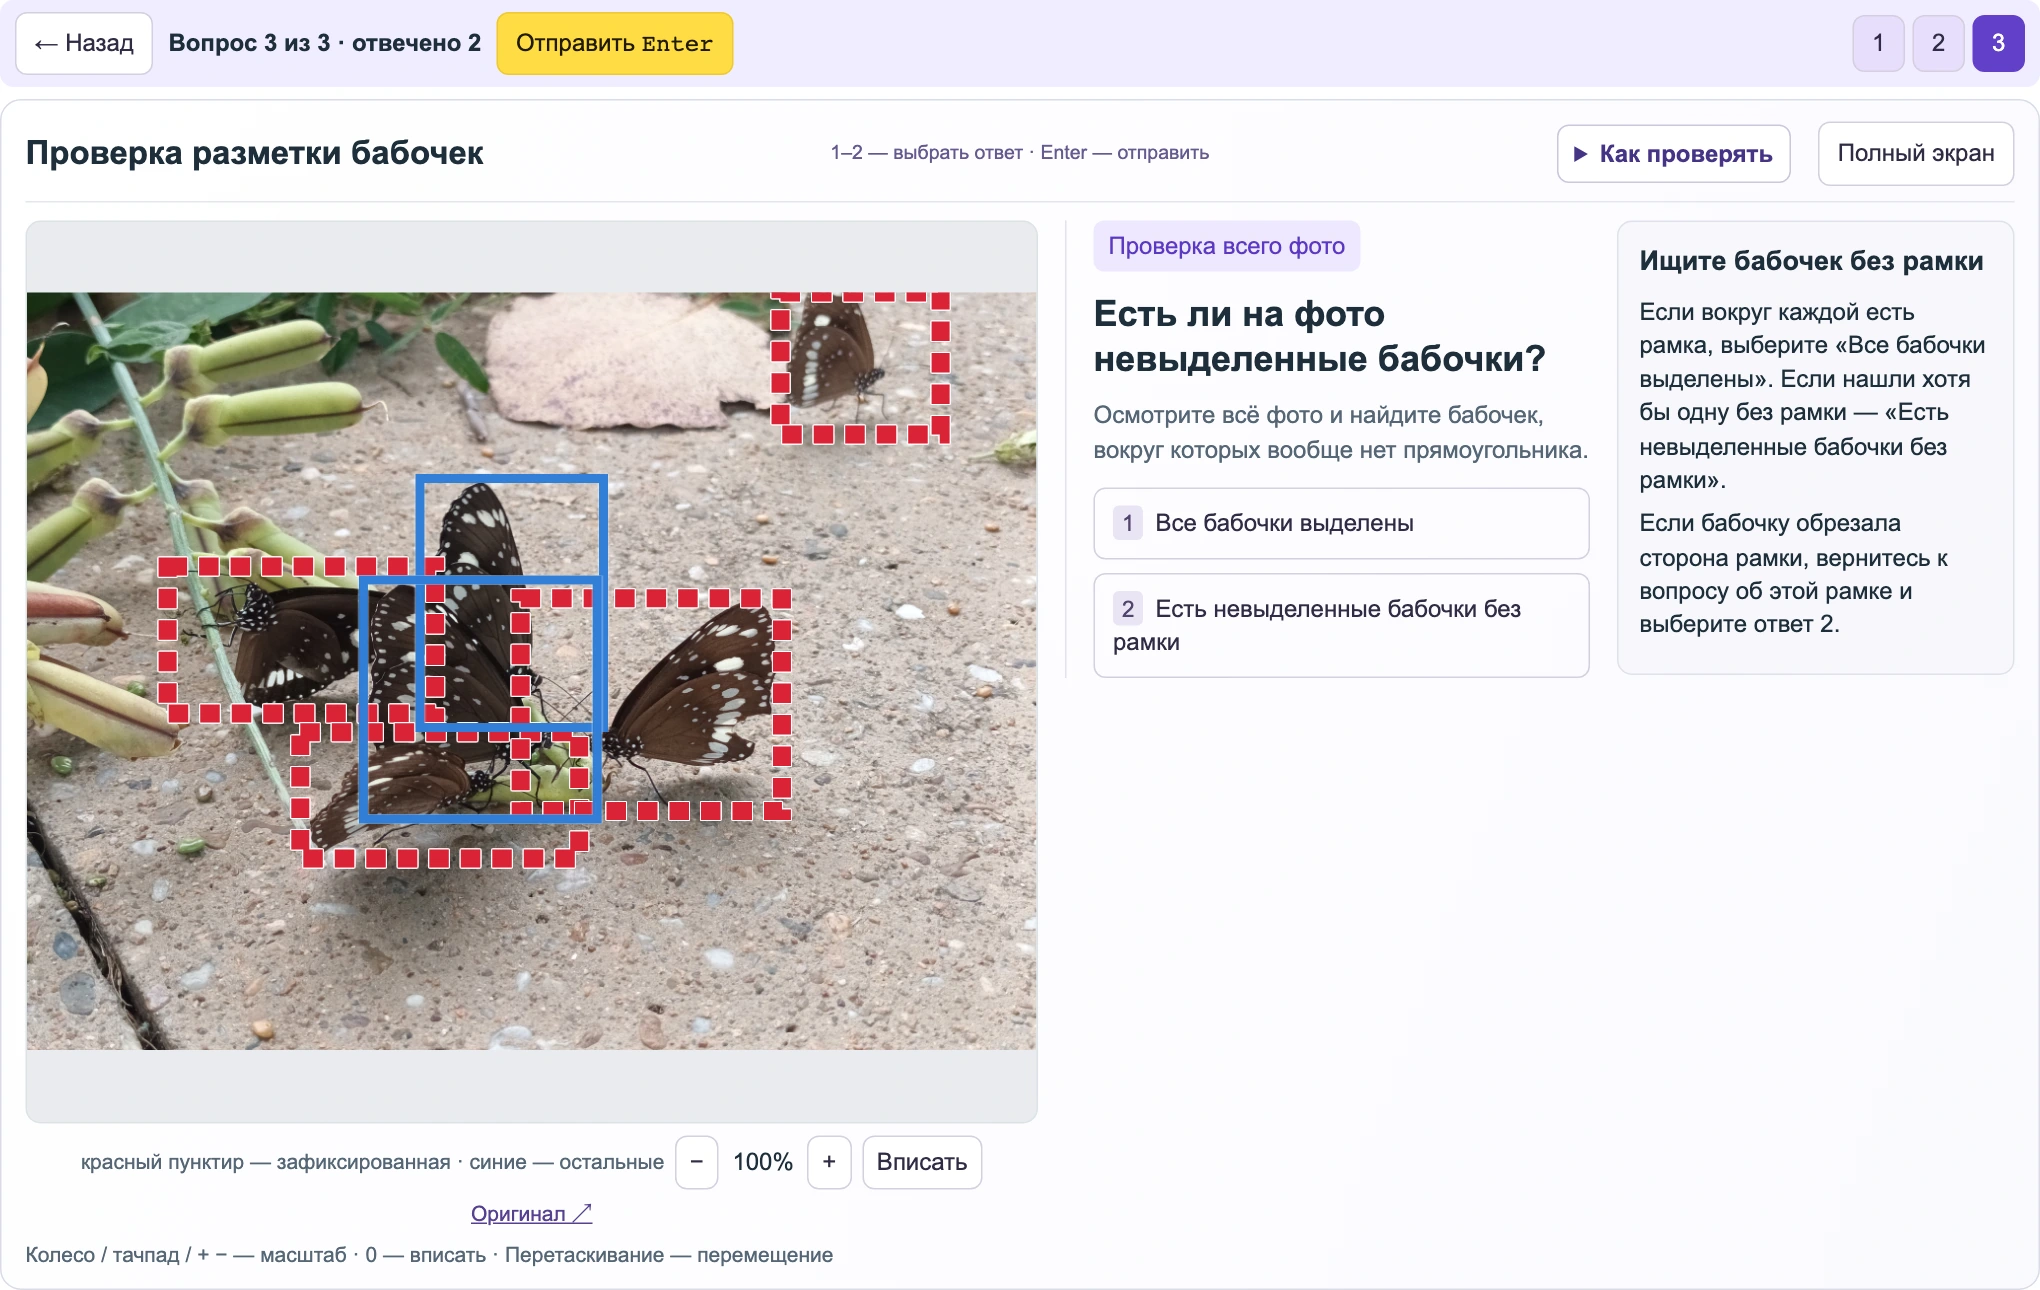 ← Назад
Вопрос 3 из 3 · отвечено 2
Отправить Enter
1
2
3
Проверка разметки бабочек
1–2 — выбрать ответ · Enter — отправить
▶ Как проверять
Полный экран
Проверка всего фото
Есть ли на фото
невыделенные бабочки?
Осмотрите всё фото и найдите бабочек,
вокруг которых вообще нет прямоугольника.
1 Все бабочки выделены
2 Есть невыделенные бабочки без
рамки
Ищите бабочек без рамки
Если вокруг каждой есть
рамка, выберите «Все бабочки
выделены». Если нашли хотя
бы одну без рамки — «Есть
невыделенные бабочки без
рамки».
Если бабочку обрезала
сторона рамки, вернитесь к
вопросу об этой рамке и
выберите ответ 2.
красный пунктир — зафиксированная · синие — остальные
−
100%
+
Вписать
Оригинал ↗
Колесо / тачпад / + − — масштаб · 0 — вписать · Перетаскивание — перемещение